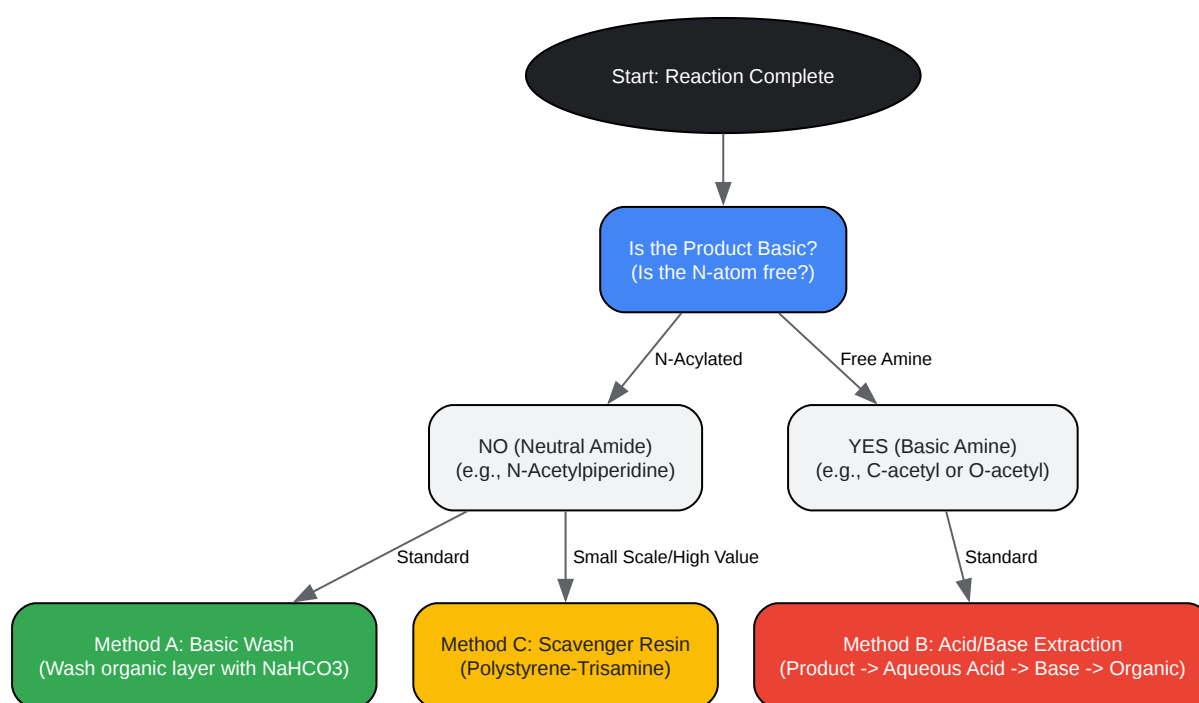 Start: Reaction Complete
Is the Product Basic?
(Is the N-atom free?)
N-Acylated
Free Amine
NO (Neutral Amide)
(e.g., N-Acetylpiperidine)
YES (Basic Amine)
(e.g., C-acetyl or O-acetyl)
Standard
Small Scale/High Value
Standard
Method A: Basic Wash
(Wash organic layer with NaHCO3)
Method C: Scavenger Resin
(Polystyrene-Trisamine)
Method B: Acid/Base Extraction
(Product -> Aqueous Acid -> Base -> Organic)